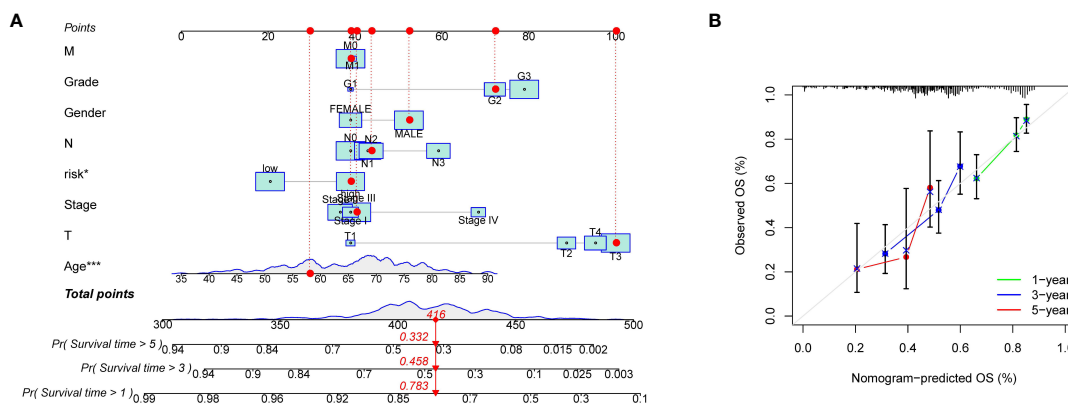 A
Points
0 20 40 60 80 100
M
M0
M1
Grade
G1
G2
G3
Gender
FEMALE
MALE
N
N0
N2
N1
N3
risk*
low
high
Stage
Stage III
Stage I
Stage IV
T
T1
T2
T4
T3
Age***
35 40 45 50 55 60 65 70 75 80 85 90
Total points
416
300 350 400 450 500
0.332
Pr( Survival time > 5 )
0.94 0.9 0.84 0.7 0.5 0.3 0.08 0.015 0.002
0.458
Pr( Survival time > 3 )
0.94 0.9 0.84 0.7 0.5 0.3 0.1 0.025 0.003
0.783
Pr( Survival time > 1 )
0.99 0.98 0.96 0.92 0.85 0.7 0.5 0.3 0.1
B
Observed OS (%)
1.0
0.8
0.6
0.4
0.2
0.0
0.0 0.2 0.4 0.6 0.8 1.0
Nomogram−predicted OS (%)
1−year
3−year
5−year